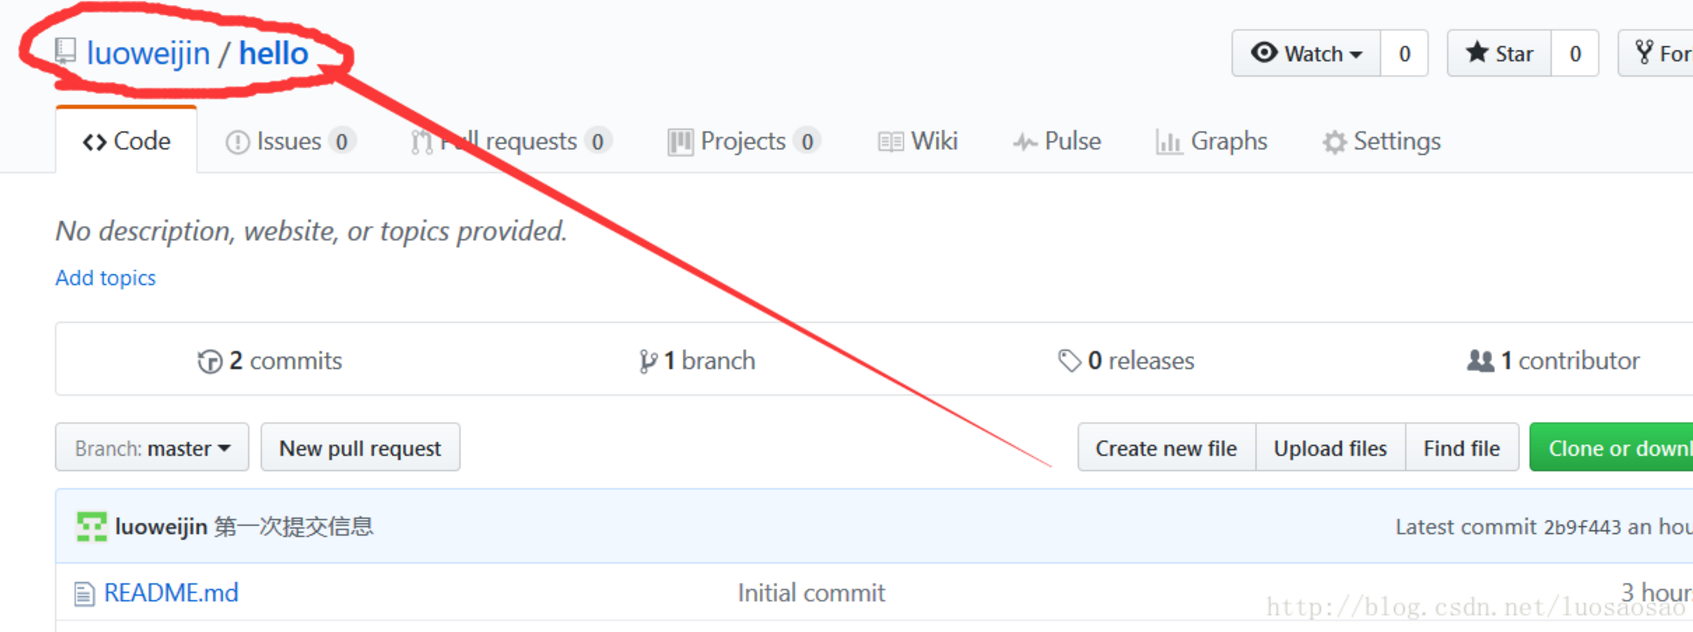 luoweijin / hello
Watch 0 Star 0 For
Code Issues 0 Pull requests 0 Projects 0 Wiki Pulse Graphs Settings
No description, website, or topics provided.
Add topics
2 commits 1 branch 0 releases 1 contributor
Branch: master New pull request Create new file Upload files Find file Clone or downl
luoweijin 第一次提交信息 Latest commit 2b9f443 an hou
README.md Initial commit 3 hour
http://blog.csdn.net/luosaosao